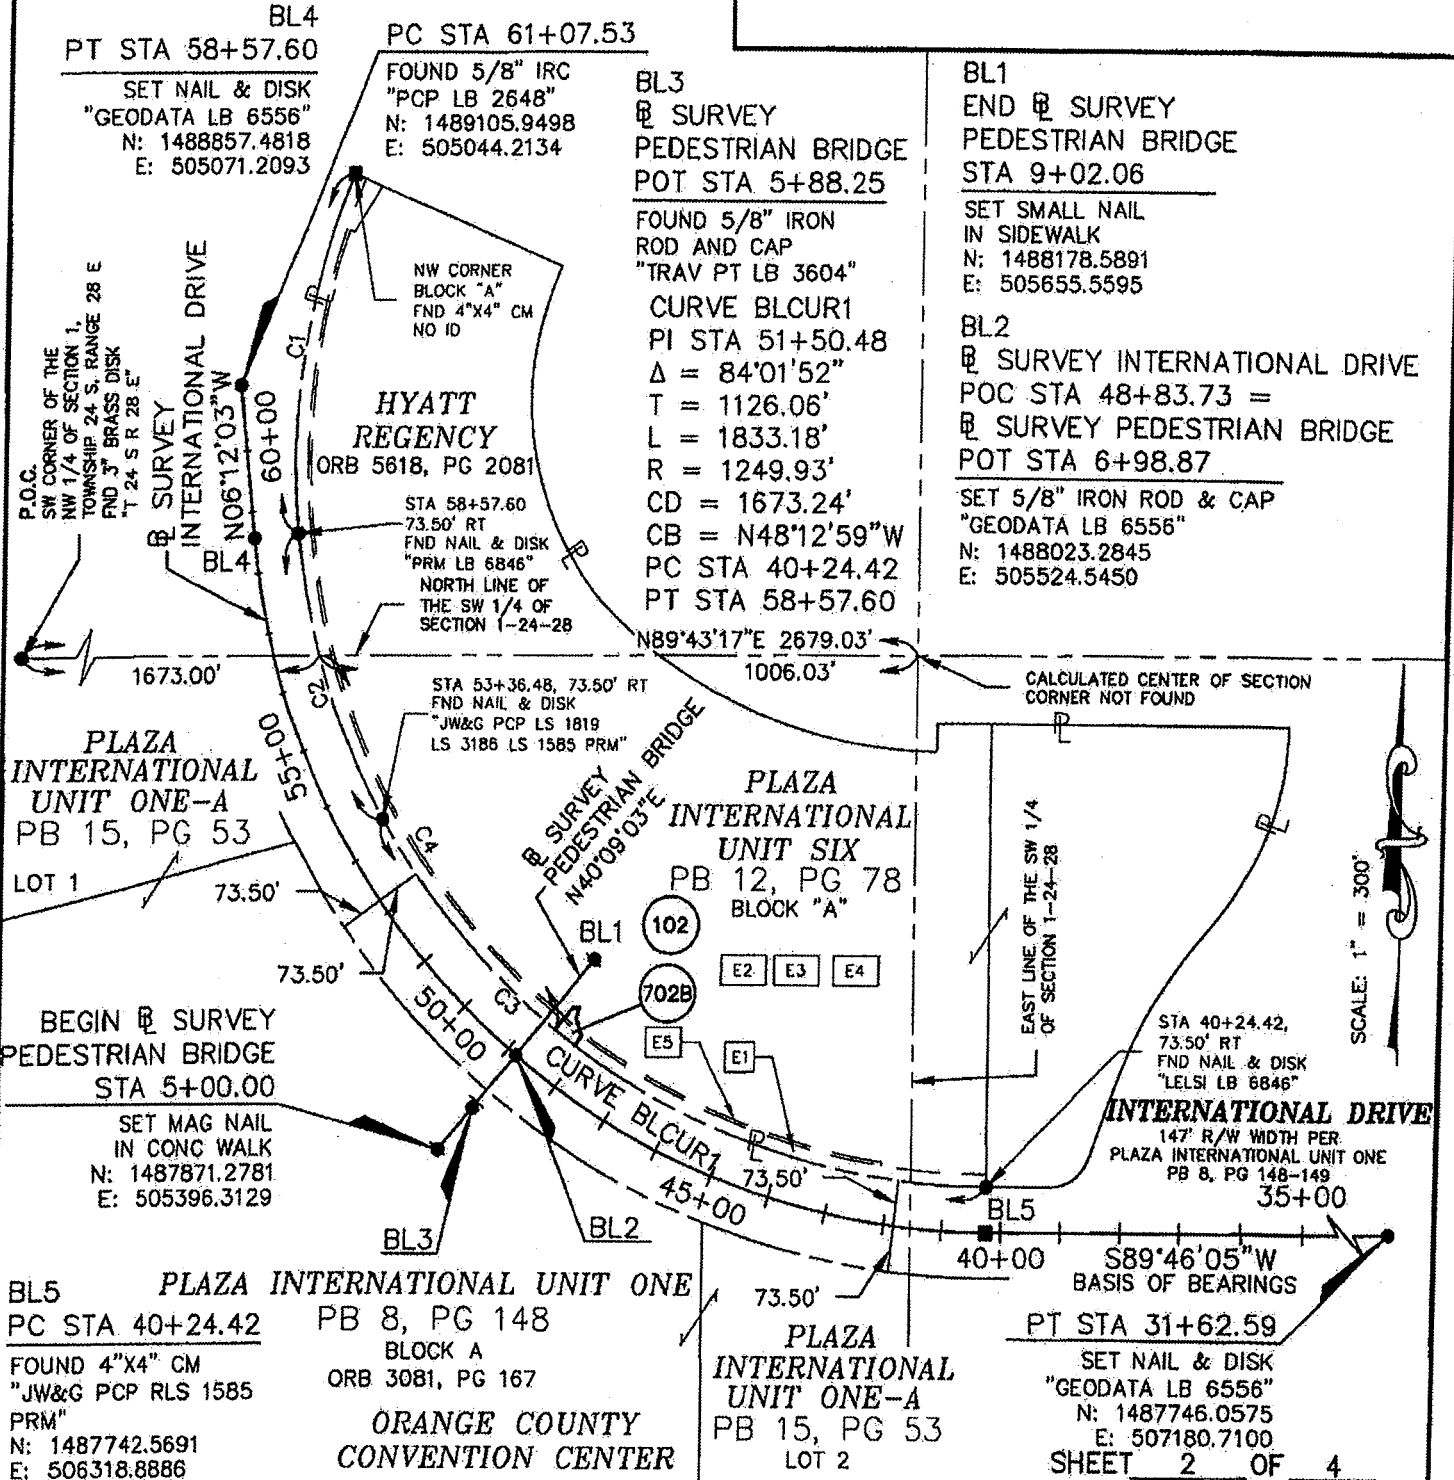 BL4
PT STA 58+57.60
SET NAIL & DISK
"GEODATA LB 6556"
N: 1488857.4818
E: 505071.2093
PC STA 61+07.53
FOUND 5/8" IRC
"PCP LB 2648"
N: 1489105.9498
E: 505044.2134
BL3
℄ SURVEY
PEDESTRIAN BRIDGE
POT STA 5+88.25
FOUND 5/8" IRON
ROD AND CAP
"TRAV PT LB 3604"
CURVE BLCUR1
PI STA 51+50.48
Δ = 84°01'52"
T = 1126.06'
L = 1833.18'
R = 1249.93'
CD = 1673.24'
CB = N48°12'59"W
PC STA 40+24.42
PT STA 58+57.60
BL1
END ℄ SURVEY
PEDESTRIAN BRIDGE
STA 9+02.06
SET SMALL NAIL
IN SIDEWALK
N: 1488178.5891
E: 505655.5595
BL2
℄ SURVEY INTERNATIONAL DRIVE
POC STA 48+83.73 =
℄ SURVEY PEDESTRIAN BRIDGE
POT STA 6+98.87
SET 5/8" IRON ROD & CAP
"GEODATA LB 6556"
N: 1488023.2845
E: 505524.5450
NW CORNER
BLOCK "A"
FND 4"X4" CM
NO ID
P.O.C.
SW CORNER OF THE
NW 1/4 OF SECTION 1,
TOWNSHIP 24 S, RANGE 28 E
FND 3" BRASS DISK
"T 24 S R 28 E"
℄ SURVEY
INTERNATIONAL DRIVE
N06°12'03"W
60+00
C1
PL
HYATT
REGENCY
ORB 5618, PG 2081
STA 58+57.60
73.50' RT
FND NAIL & DISK
"PRM LB 6846"
NORTH LINE OF
THE SW 1/4 OF
SECTION 1-24-28
PL
BL4
N89°43'17"E 2679.03'
1673.00'
1006.03'
CALCULATED CENTER OF SECTION
CORNER NOT FOUND
C2
STA 53+36.48, 73.50' RT
FND NAIL & DISK
"JW&G PCP LS 1819
LS 3186 LS 1585 PRM"
PLAZA
INTERNATIONAL
UNIT ONE-A
PB 15, PG 53
LOT 1
55+00
C4
73.50'
73.50'
℄ SURVEY
PEDESTRIAN BRIDGE
N40°09'03"E
PLAZA
INTERNATIONAL
UNIT SIX
PB 12, PG 78
BLOCK "A"
PL
PL
EAST LINE OF THE SW 1/4
OF SECTION 1-24-28
SCALE: 1" = 300'
BL1
102
702B
E2 E3 E4
E5
E1
C3
50+00
CURVE BLCUR1
45+00
PL
73.50'
BEGIN ℄ SURVEY
PEDESTRIAN BRIDGE
STA 5+00.00
SET MAG NAIL
IN CONC WALK
N: 1487871.2781
E: 505396.3129
STA 40+24.42,
73.50' RT
FND NAIL & DISK
"LELSI LB 6846"
INTERNATIONAL DRIVE
147' R/W WIDTH PER
PLAZA INTERNATIONAL UNIT ONE
PB 8, PG 148-149
35+00
BL3
BL2
BL5
40+00
S89°46'05"W
BASIS OF BEARINGS
73.50'
BL5
PC STA 40+24.42
FOUND 4"X4" CM
"JW&G PCP RLS 1585
PRM"
N: 1487742.5691
E: 506318.8886
PLAZA INTERNATIONAL UNIT ONE
PB 8, PG 148
BLOCK A
ORB 3081, PG 167
ORANGE COUNTY
CONVENTION CENTER
PLAZA
INTERNATIONAL
UNIT ONE-A
PB 15, PG 53
LOT 2
PT STA 31+62.59
SET NAIL & DISK
"GEODATA LB 6556"
N: 1487746.0575
E: 507180.7100
SHEET 2 OF 4